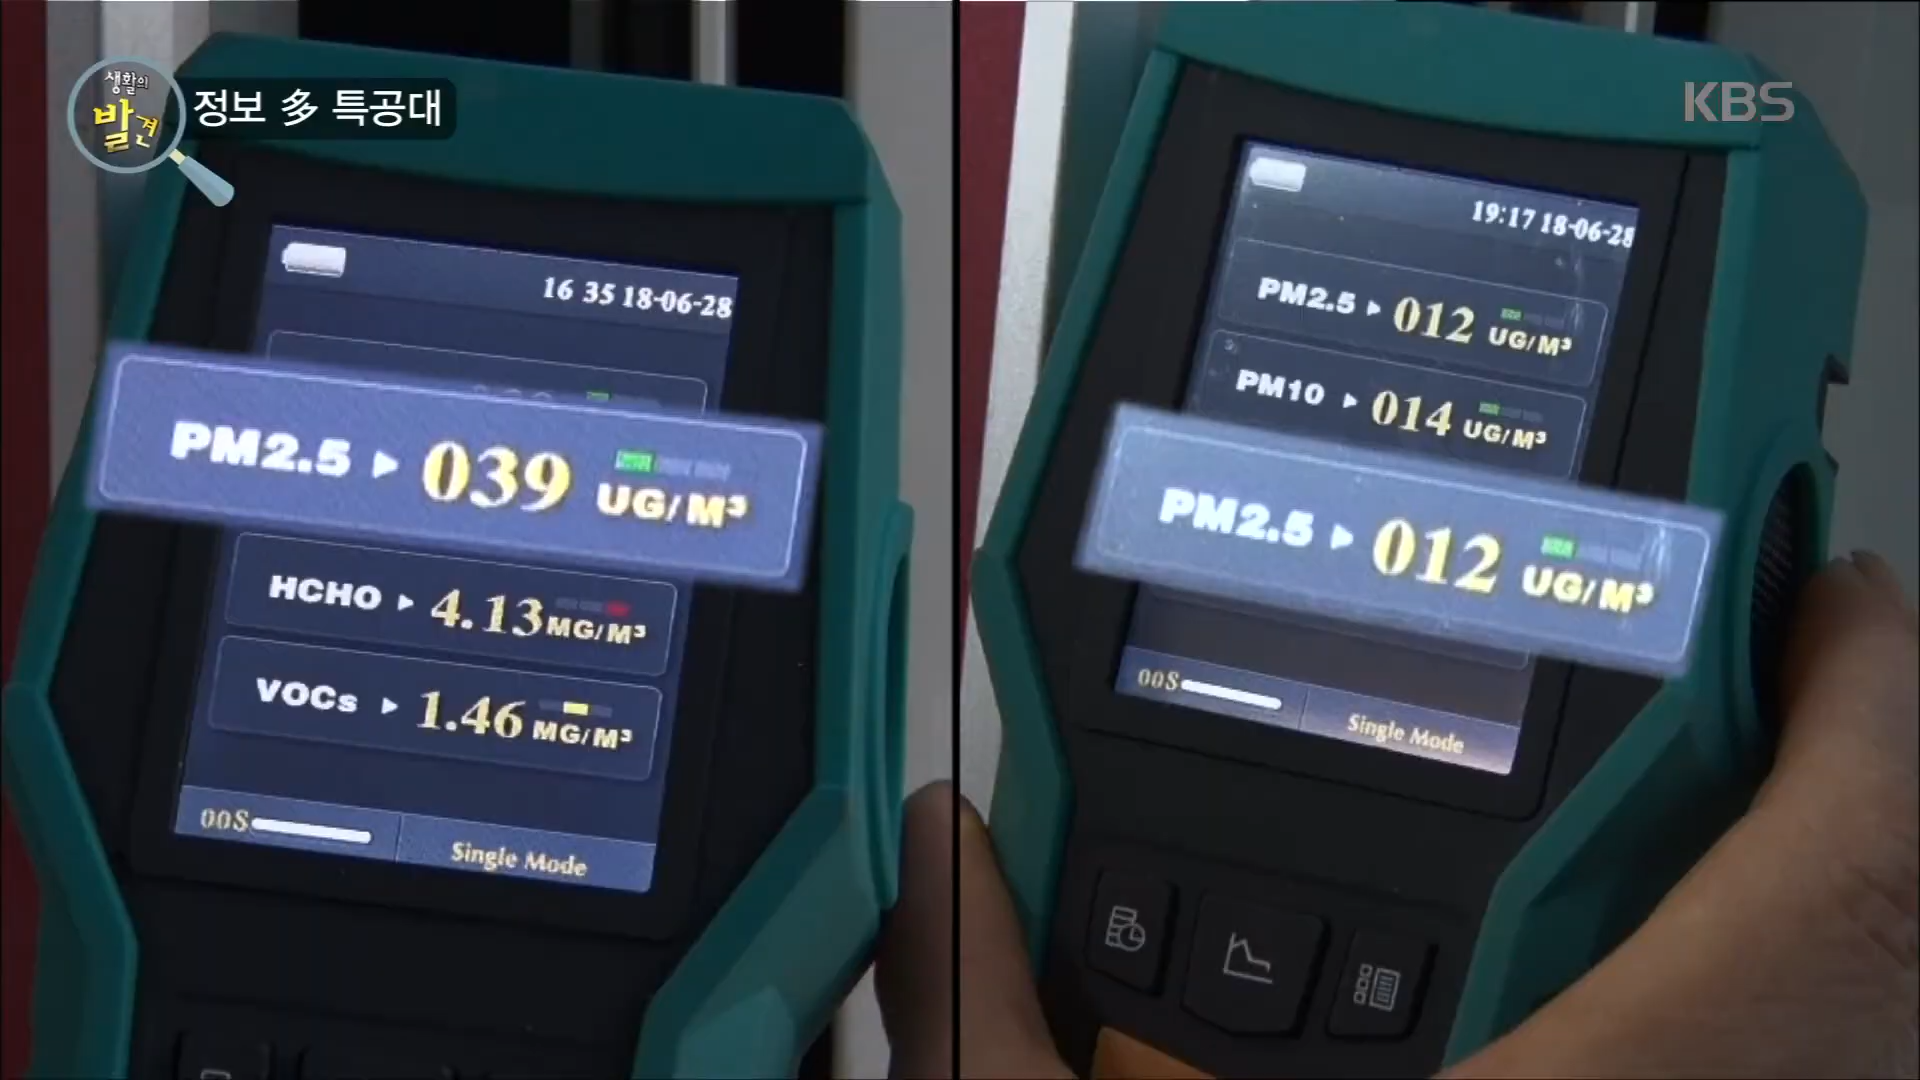 생활의
발견
정보 多 특공대
KBS
16 35 18-06-28
PM2.5 ▸ 039 UG/M³
HCHO ▸ 4.13 MG/M³
VOCs ▸ 1.46 MG/M³
00S
Single Mode
19:17 18-06-28
PM2.5 ▸ 012 UG/M³
PM10 ▸ 014 UG/M³
PM2.5 ▸ 012 UG/M³
00S
Single Mode